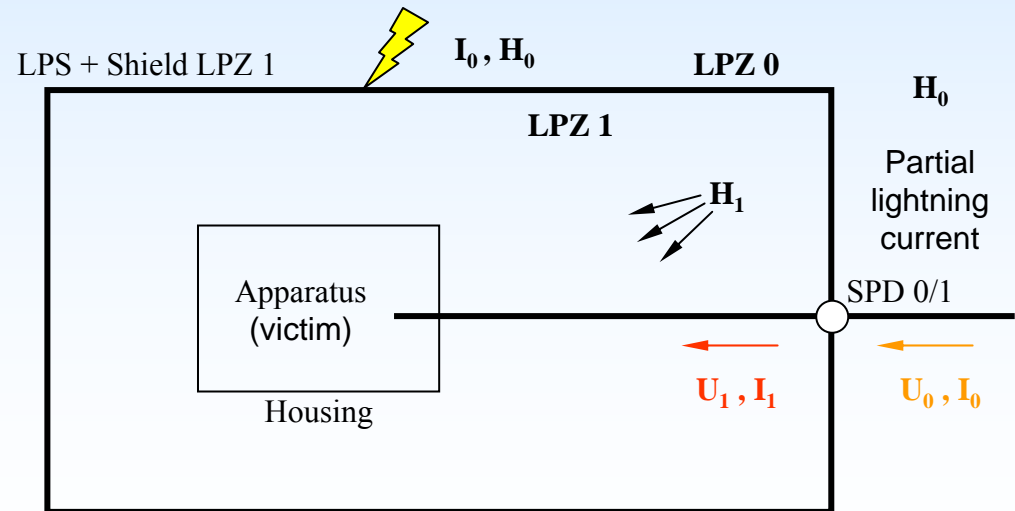 I₀ , H₀
LPS + Shield LPZ 1
LPZ 0
H₀
LPZ 1
Partial
lightning
current
H₁
Apparatus
(victim)
SPD 0/1
Housing
U₁ , I₁
U₀ , I₀